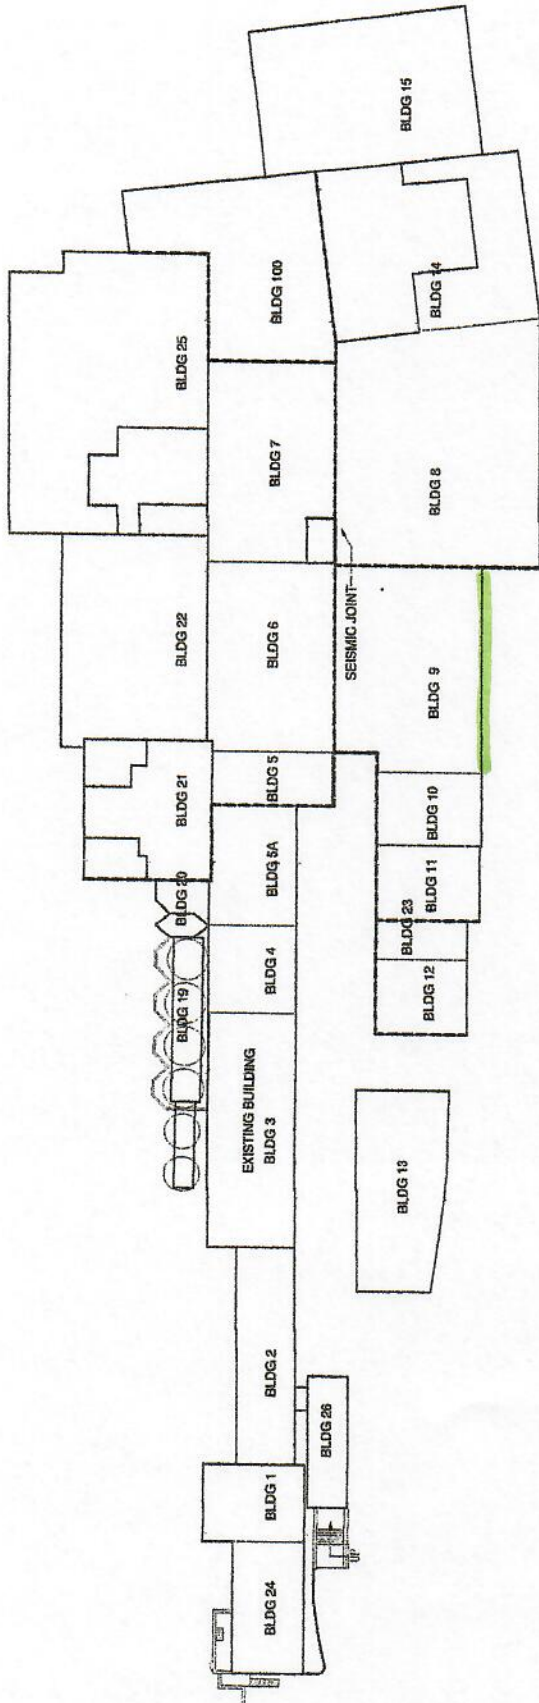 BLDG 15
BLDG 14
BLDG 100
BLDG 25
BLDG 7
BLDG 8
SEISMIC JOINT
BLDG 22
BLDG 6
BLDG 9
BLDG 5
BLDG 21
BLDG 10
BLDG 5A
BLDG 20
BLDG 11
BLDG 23
BLDG 4
BLDG 19
BLDG 12
EXISTING BUILDING
BLDG 3
BLDG 13
BLDG 2
BLDG 26
BLDG 1
UP
BLDG 24